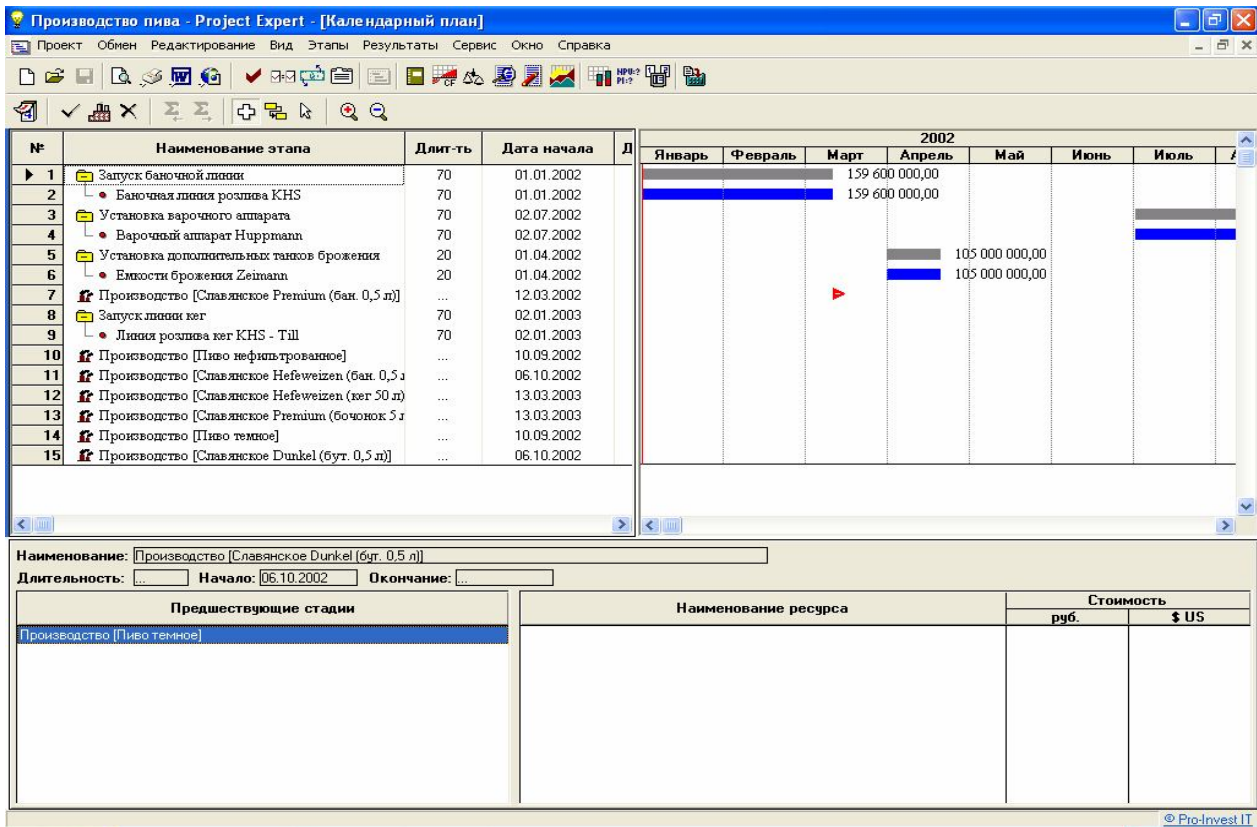 Производство пива - Project Expert - [Календарный план]
Проект Обмен Редактирование Вид Этапы Результаты Сервис Окно Справка
№ Наименование этапа Длит-ть Дата начала Д
2002
Январь Февраль Март Апрель Май Июнь Июль А
1 Запуск баночной линии 70 01.01.2002 159 600 000,00
2 Баночная линия розлива KHS 70 01.01.2002 159 600 000,00
3 Установка варочного аппарата 70 02.07.2002
4 Варочный аппарат Huppmann 70 02.07.2002
5 Установка дополнительных танков брожения 20 01.04.2002 105 000 000,00
6 Емкости брожения Zeimann 20 01.04.2002 105 000 000,00
7 Производство [Славянское Premium (бан. 0,5 л)] ... 12.03.2002
8 Запуск линии кег 70 02.01.2003
9 Линия розлива кег KHS - Till 70 02.01.2003
10 Производство [Пиво нефильтрованное] ... 10.09.2002
11 Производство [Славянское Hefeweizen (бан. 0,5 л ... 06.10.2002
12 Производство [Славянское Hefeweizen (кег 50 л) ... 13.03.2003
13 Производство [Славянское Premium (бочонок 5 л ... 13.03.2003
14 Производство [Пиво темное] ... 10.09.2002
15 Производство [Славянское Dunkel (бут. 0,5 л)] ... 06.10.2002
Наименование: Производство [Славянское Dunkel (бут. 0,5 л)]
Длительность: ... Начало: 06.10.2002 Окончание: ...
Предшествующие стадии Наименование ресурса Стоимость
руб. $ US
Производство [Пиво темное]
© Pro-Invest IT